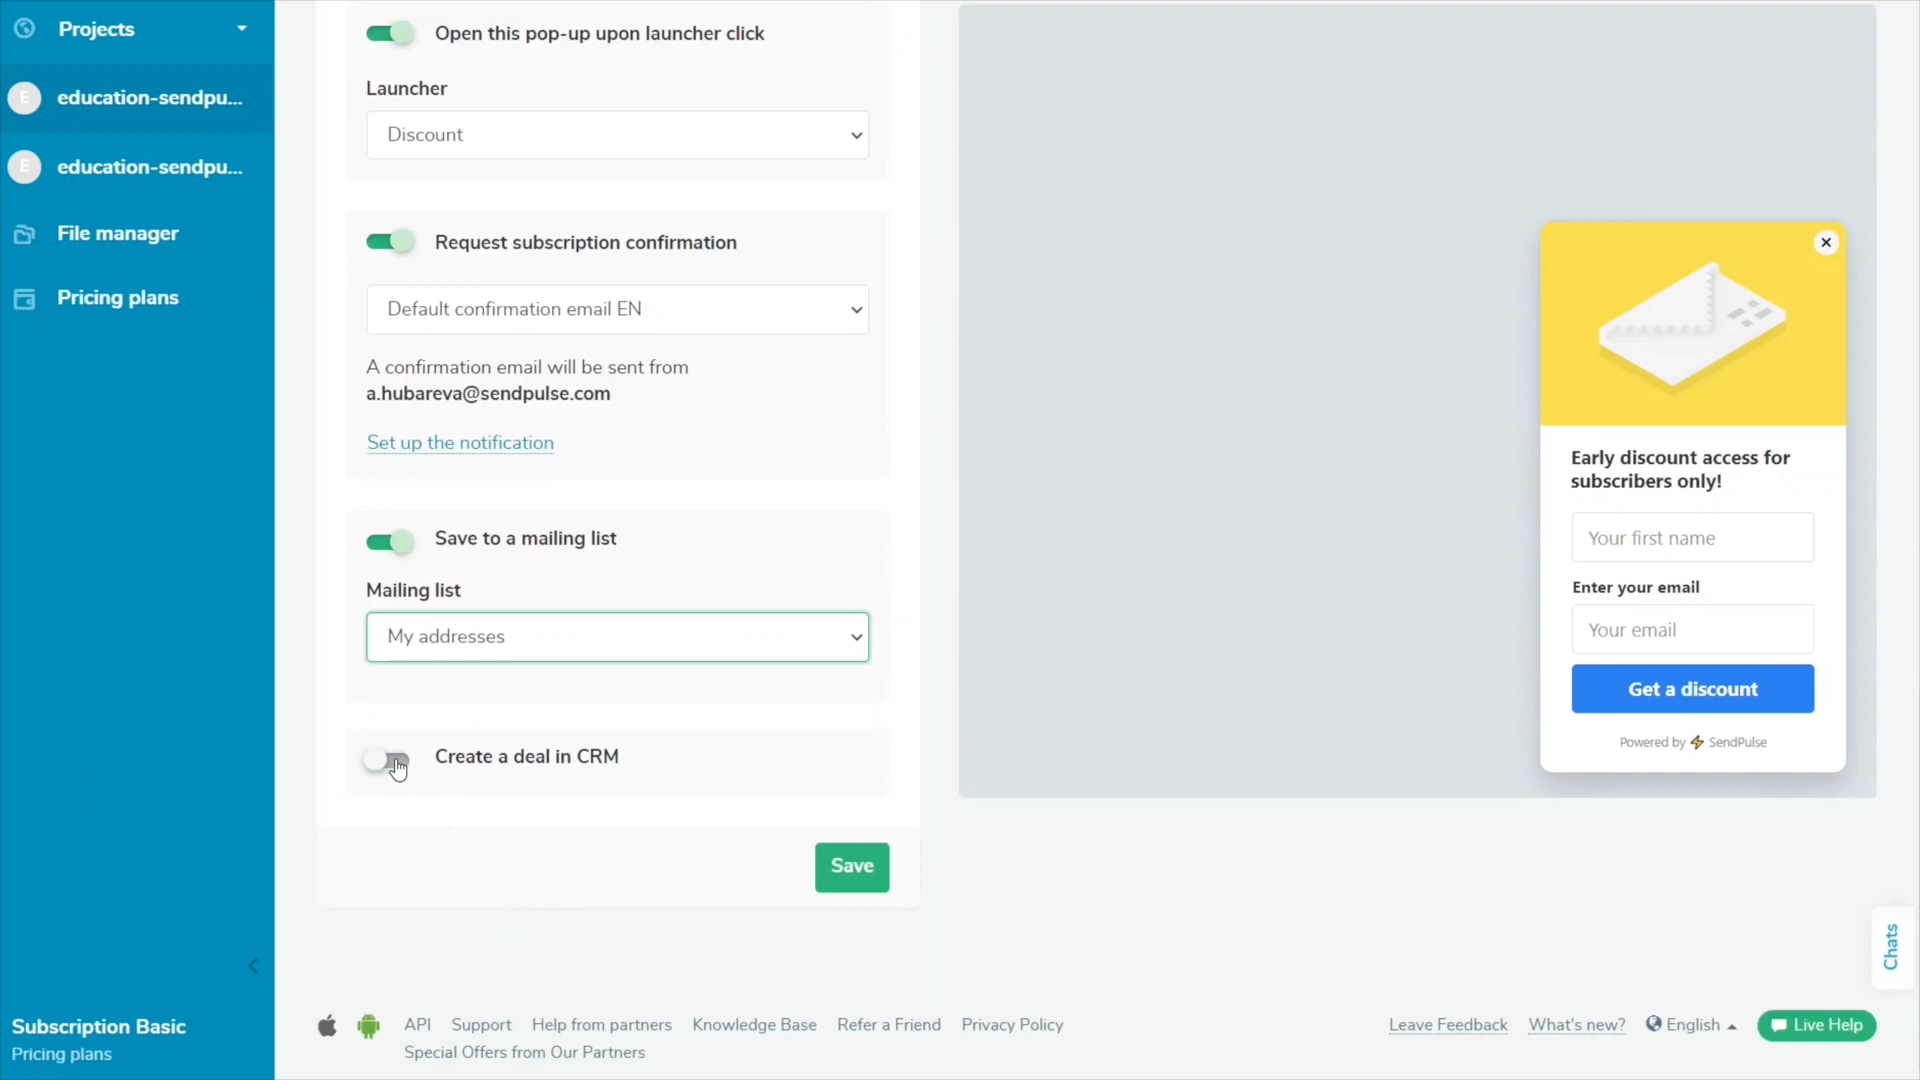 Projects
E education-sendpu...
E education-sendpu...
File manager
Pricing plans
Subscription Basic
Pricing plans
Open this pop-up upon launcher click
Launcher
Discount
Request subscription confirmation
Default confirmation email EN
A confirmation email will be sent from
a.hubareva@sendpulse.com
Set up the notification
Save to a mailing list
Mailing list
My addresses
Create a deal in CRM
Save
Early discount access for
subscribers only!
Your first name
Enter your email
Your email
Get a discount
Powered by SendPulse
Chats
API Support Help from partners Knowledge Base Refer a Friend Privacy Policy
Special Offers from Our Partners
Leave Feedback What's new? English Live Help